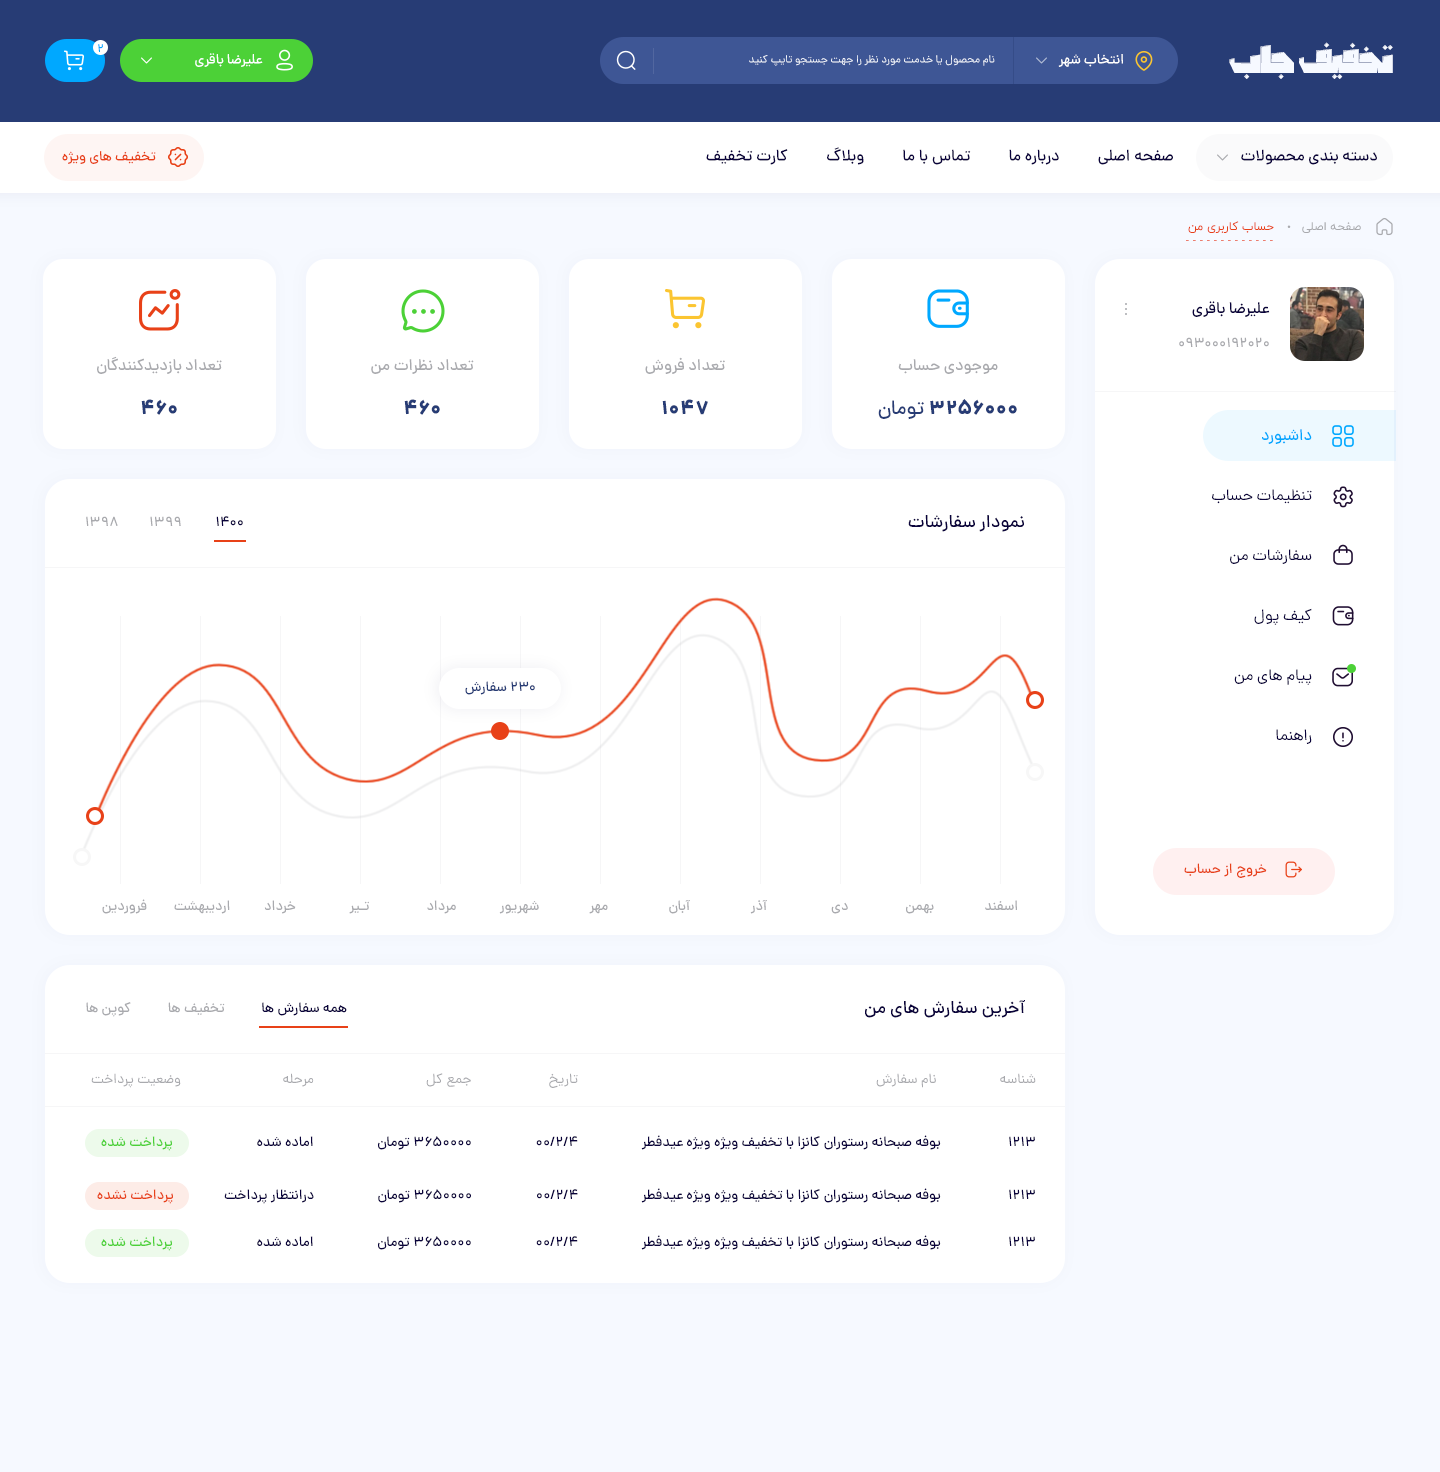 تخفیف جاب
انتخاب شهر
نام محصول یا خدمت مورد نظر را جهت جستجو تایپ کنید
علیرضا باقری
۲
دسته بندی محصولات
صفحه اصلی
درباره ما
تماس با ما
وبلاگ
کارت تخفیف
تخفیف های ویژه
صفحه اصلی • حساب کاربری من
علیرضا باقری
۰۹۳۰۰۰۱۹۲۰۲۰
داشبورد
تنظیمات حساب
سفارشات من
کیف پول
پیام های من
راهنما
خروج از حساب
موجودی حساب
۳۲۵۶۰۰۰ تومان
تعداد فروش
۱۰۴۷
تعداد نظرات من
۴۶۰
تعداد بازدیدکنندگان
۴۶۰
نمودار سفارشات
۱۴۰۰
۱۳۹۹
۱۳۹۸
۲۳۰ سفارش
اسفند
بهمن
دی
آذر
آبان
مهر
شهریور
مرداد
تـیر
خرداد
اردیبهشت
فروردین
آخرین سفارش های من
همه سفارش ها
تخفیف ها
کوپن ها
شناسه نام سفارش تاریخ جمع کل مرحله وضعیت پرداخت
۱۲۱۳ بوفه صبحانه رستوران کانزا با تخفیف ویژه ویژه عیدفطر ۰۰/۲/۴ ۳۶۵۰۰۰۰ تومان اماده شده پرداخت شده
۱۲۱۳ بوفه صبحانه رستوران کانزا با تخفیف ویژه ویژه عیدفطر ۰۰/۲/۴ ۳۶۵۰۰۰۰ تومان درانتظار پرداخت پرداخت نشده
۱۲۱۳ بوفه صبحانه رستوران کانزا با تخفیف ویژه ویژه عیدفطر ۰۰/۲/۴ ۳۶۵۰۰۰۰ تومان اماده شده پرداخت شده